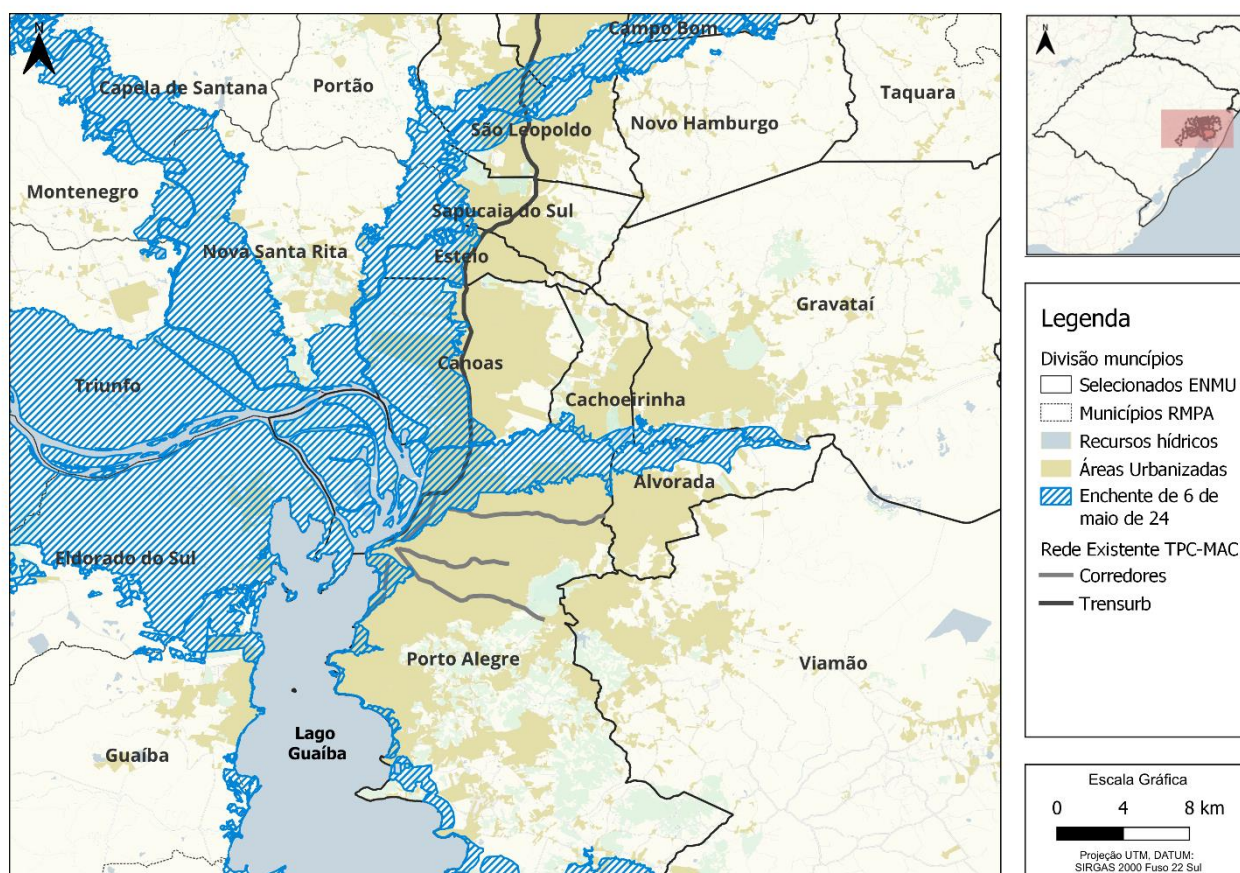 N
Campo Bom
Capela de Santana
Portão
Taquara
São Leopoldo
Novo Hamburgo
Montenegro
Sapucaia do Sul
Nova Santa Rita
Esteio
Gravataí
Canoas
Triunfo
Cachoeirinha
Alvorada
Eldorado do Sul
Porto Alegre
Viamão
Lago
Guaíba
Guaíba
N
Legenda
Divisão muncípios
Selecionados ENMU
Municípios RMPA
Recursos hídricos
Áreas Urbanizadas
Enchente de 6 de
maio de 24
Rede Existente TPC-MAC
Corredores
Trensurb
Escala Gráfica
0 4 8 km
Projeção UTM, DATUM:
SIRGAS 2000 Fuso 22 Sul